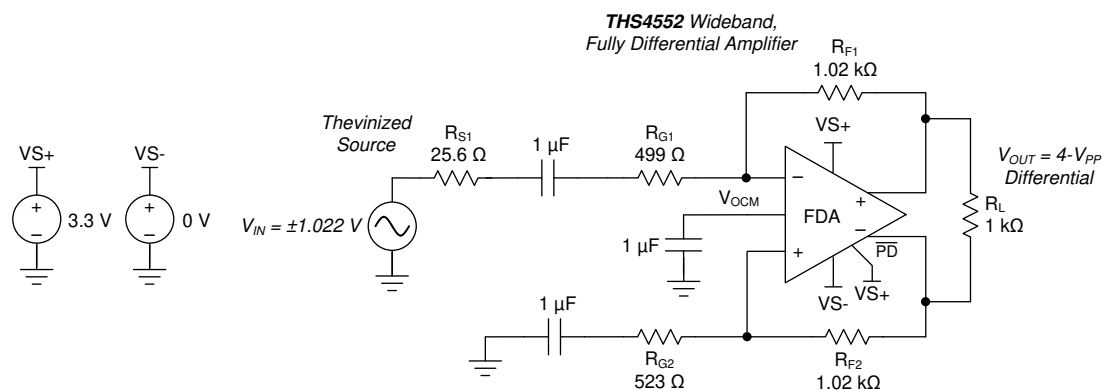 THS4552 Wideband,
Fully Differential Amplifier
RF1
1.02 kΩ
Thevinized
Source
RS1
25.6 Ω
1 µF
RG1
499 Ω
VS+
VS+
3.3 V
VS-
0 V
VIN = ±1.022 V
VOCM
FDA
−
+
+
−
PD
VS-
VS+
1 µF
RL
1 kΩ
VOUT = 4-VPP
Differential
1 µF
RG2
523 Ω
RF2
1.02 kΩ
+
−
+
−